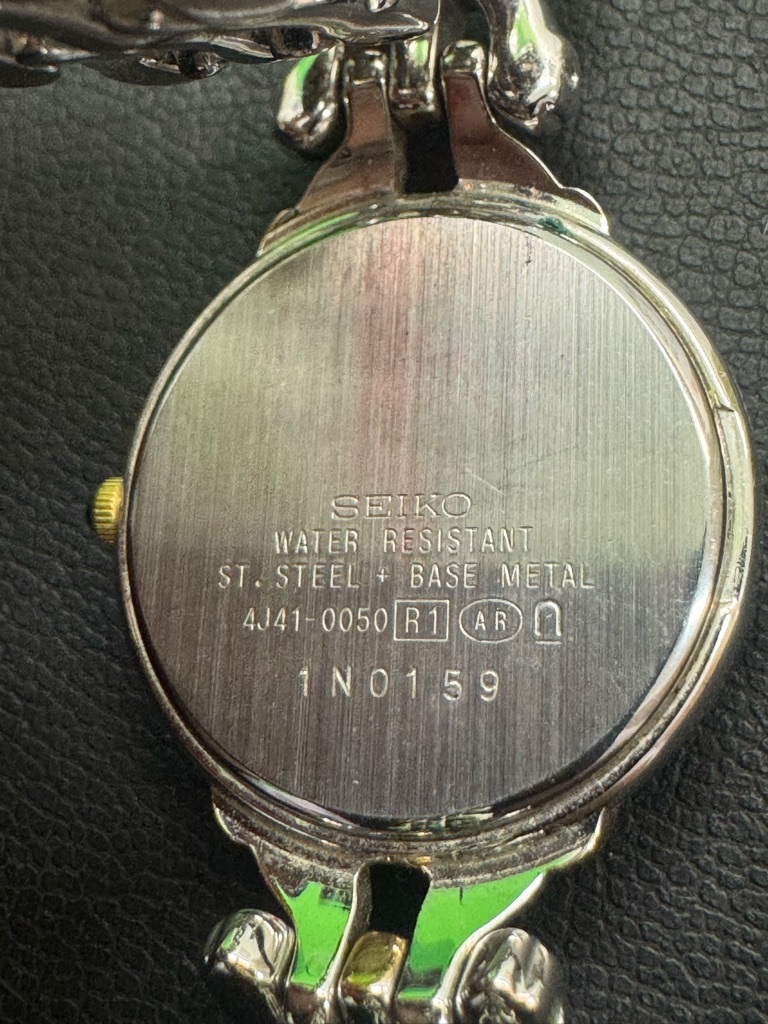 SEIKO
WATER RESISTANT
ST. STEEL + BASE METAL
4J41-0050 R1 AR
1N0159